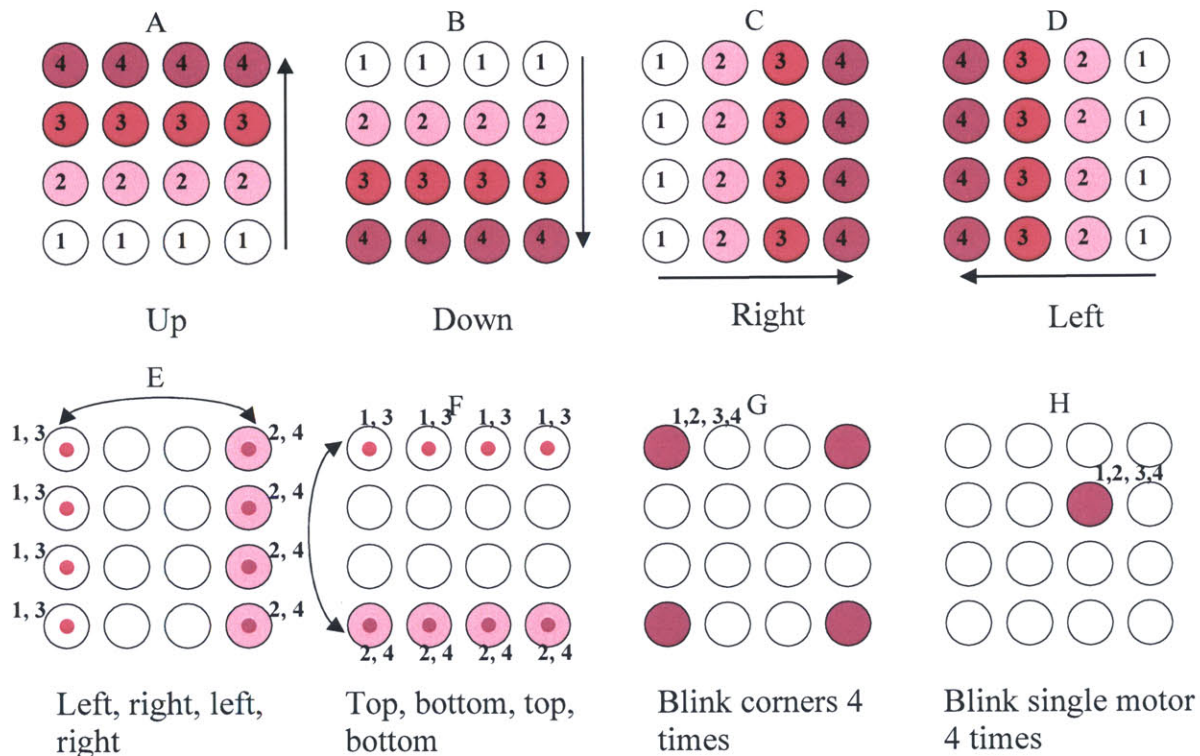 A B C D
4 4 4 4 1 1 1 1 1 2 3 4 4 3 2 1
3 3 3 3 2 2 2 2 1 2 3 4 4 3 2 1
2 2 2 2 3 3 3 3 1 2 3 4 4 3 2 1
1 1 1 1 4 4 4 4 1 2 3 4 4 3 2 1
Up Down Right Left
E F G H
1, 3 2, 4 1, 3 1, 3 1, 3 1, 3 1,2, 3,4
1, 3 2, 4 1,2, 3,4
1, 3 2, 4
1, 3 2, 4
2, 4 2, 4 2, 4 2, 4
Left, right, left,
right
Top, bottom, top,
bottom
Blink corners 4
times
Blink single motor
4 times